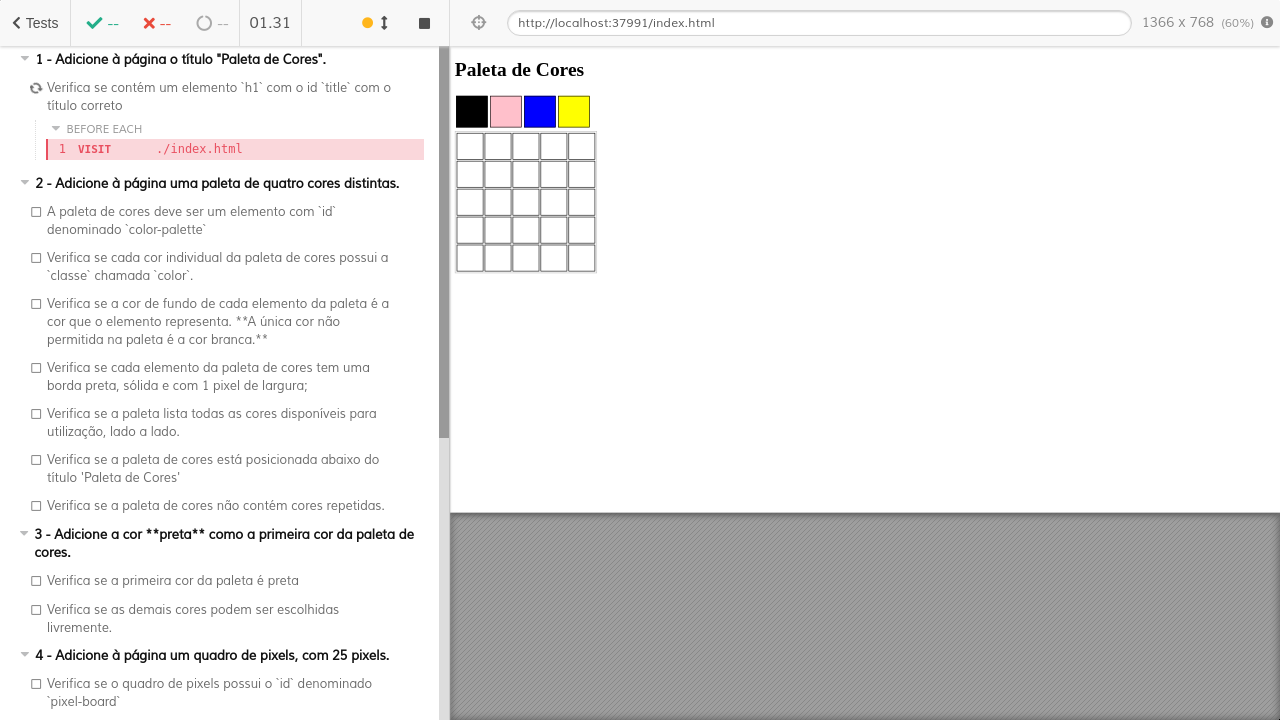 Tests
--
--
--
01.31
http://localhost:37991/index.html
1366 x 768 (60%)
1 - Adicione à página o título "Paleta de Cores".
Verifica se contém um elemento `h1` com o id `title` com o
título correto
BEFORE EACH
1 VISIT ./index.html
2 - Adicione à página uma paleta de quatro cores distintas.
A paleta de cores deve ser um elemento com `id`
denominado `color-palette`
Verifica se cada cor individual da paleta de cores possui a
`classe` chamada `color`.
Verifica se a cor de fundo de cada elemento da paleta é a
cor que o elemento representa. **A única cor não
permitida na paleta é a cor branca.**
Verifica se cada elemento da paleta de cores tem uma
borda preta, sólida e com 1 pixel de largura;
Verifica se a paleta lista todas as cores disponíveis para
utilização, lado a lado.
Verifica se a paleta de cores está posicionada abaixo do
título 'Paleta de Cores'
Verifica se a paleta de cores não contém cores repetidas.
3 - Adicione a cor **preta** como a primeira cor da paleta de
cores.
Verifica se a primeira cor da paleta é preta
Verifica se as demais cores podem ser escolhidas
livremente.
4 - Adicione à página um quadro de pixels, com 25 pixels.
Verifica se o quadro de pixels possui o `id` denominado
`pixel-board`
Paleta de Cores